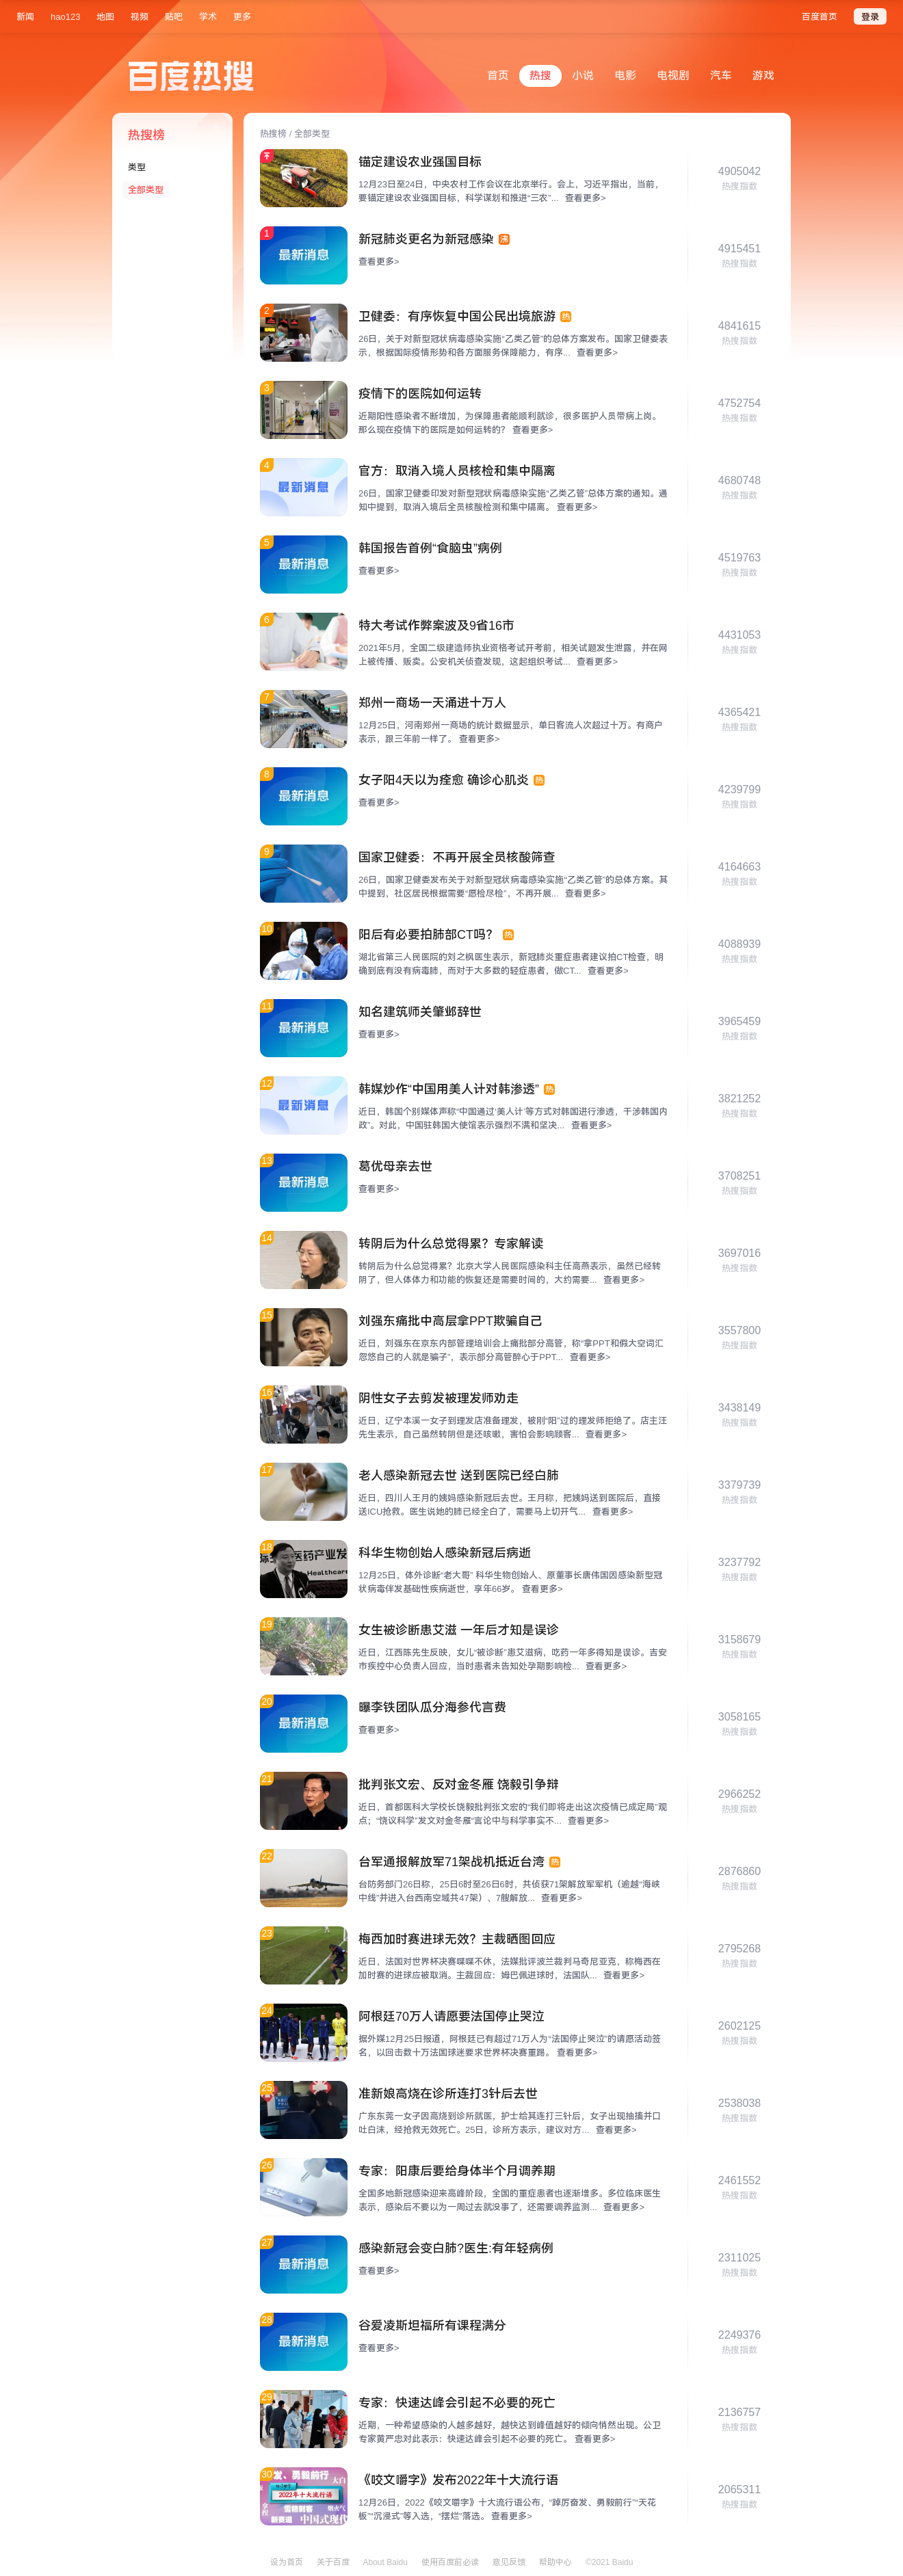 新闻 hao123 地图 视频 贴吧 学术 更多 百度首页 登录
百度热搜 首页 热搜 小说 电影 电视剧 汽车 游戏
热搜榜
类型
全部类型
热搜榜 / 全部类型
锚定建设农业强国目标
12月23日至24日，中央农村工作会议在北京举行。会上，习近平指出，当前，
要锚定建设农业强国目标，科学谋划和推进“三农”... 查看更多>
4905042
热搜指数
1
最新消息
新冠肺炎更名为新冠感染 沸
查看更多>
4915451
热搜指数
2
卫健委：有序恢复中国公民出境旅游 热
26日，关于对新型冠状病毒感染实施“乙类乙管”的总体方案发布。国家卫健委表
示，根据国际疫情形势和各方面服务保障能力，有序... 查看更多>
4841615
热搜指数
3
疫情下的医院如何运转
近期阳性感染者不断增加，为保障患者能顺利就诊，很多医护人员带病上岗。
那么现在疫情下的医院是如何运转的？ 查看更多>
4752754
热搜指数
4
最新消息
官方：取消入境人员核检和集中隔离
26日，国家卫健委印发对新型冠状病毒感染实施“乙类乙管”总体方案的通知。通
知中提到，取消入境后全员核酸检测和集中隔离。 查看更多>
4680748
热搜指数
5
最新消息
韩国报告首例“食脑虫”病例
查看更多>
4519763
热搜指数
6
特大考试作弊案波及9省16市
2021年5月，全国二级建造师执业资格考试开考前，相关试题发生泄露，并在网
上被传播、贩卖。公安机关侦查发现，这起组织考试... 查看更多>
4431053
热搜指数
7
郑州一商场一天涌进十万人
12月25日，河南郑州一商场的统计数据显示，单日客流人次超过十万。有商户
表示，跟三年前一样了。 查看更多>
4365421
热搜指数
8
最新消息
女子阳4天以为痊愈 确诊心肌炎 热
查看更多>
4239799
热搜指数
9
国家卫健委：不再开展全员核酸筛查
26日，国家卫健委发布关于对新型冠状病毒感染实施“乙类乙管”的总体方案。其
中提到，社区居民根据需要“愿检尽检”，不再开展... 查看更多>
4164663
热搜指数
10
阳后有必要拍肺部CT吗？ 热
湖北省第三人民医院的刘之枫医生表示，新冠肺炎重症患者建议拍CT检查，明
确到底有没有病毒肺，而对于大多数的轻症患者，做CT... 查看更多>
4088939
热搜指数
11
最新消息
知名建筑师关肇邺辞世
查看更多>
3965459
热搜指数
12
最新消息
韩媒炒作“中国用美人计对韩渗透” 热
近日，韩国个别媒体声称“中国通过‘美人计’等方式对韩国进行渗透，干涉韩国内
政”。对此，中国驻韩国大使馆表示强烈不满和坚决... 查看更多>
3821252
热搜指数
13
最新消息
葛优母亲去世
查看更多>
3708251
热搜指数
14
转阴后为什么总觉得累？专家解读
转阴后为什么总觉得累？北京大学人民医院感染科主任高燕表示，虽然已经转
阴了，但人体体力和功能的恢复还是需要时间的，大约需要... 查看更多>
3697016
热搜指数
15
刘强东痛批中高层拿PPT欺骗自己
近日，刘强东在京东内部管理培训会上痛批部分高管，称“拿PPT和假大空词汇
忽悠自己的人就是骗子”，表示部分高管醉心于PPT... 查看更多>
3557800
热搜指数
16
阴性女子去剪发被理发师劝走
近日，辽宁本溪一女子到理发店准备理发，被刚“阳”过的理发师拒绝了。店主汪
先生表示，自己虽然转阴但是还咳嗽，害怕会影响顾客... 查看更多>
3438149
热搜指数
17
老人感染新冠去世 送到医院已经白肺
近日，四川人王月的姨妈感染新冠后去世。王月称，把姨妈送到医院后，直接
送ICU抢救。医生说她的肺已经全白了，需要马上切开气... 查看更多>
3379739
热搜指数
18
科华生物创始人感染新冠后病逝
12月25日，体外诊断“老大哥” 科华生物创始人、原董事长唐伟国因感染新型冠
状病毒伴发基础性疾病逝世，享年66岁。 查看更多>
3237792
热搜指数
19
女生被诊断患艾滋 一年后才知是误诊
近日，江西陈先生反映，女儿“被诊断”患艾滋病，吃药一年多得知是误诊。吉安
市疾控中心负责人回应，当时患者未告知处孕期影响检... 查看更多>
3158679
热搜指数
20
最新消息
曝李铁团队瓜分海参代言费
查看更多>
3058165
热搜指数
21
批判张文宏、反对金冬雁 饶毅引争辩
近日，首都医科大学校长饶毅批判张文宏的“我们即将走出这次疫情已成定局”观
点；“饶议科学”发文对金冬雁“言论中与科学事实不... 查看更多>
2966252
热搜指数
22
台军通报解放军71架战机抵近台湾 热
台防务部门26日称，25日6时至26日6时，共侦获71架解放军军机（逾越“海峡
中线”并进入台西南空域共47架）、7艘解放... 查看更多>
2876860
热搜指数
23
梅西加时赛进球无效？主裁晒图回应
近日，法国对世界杯决赛喋喋不休，法媒批评波兰裁判马奇尼亚克，称梅西在
加时赛的进球应被取消。主裁回应：姆巴佩进球时，法国队... 查看更多>
2795268
热搜指数
24
阿根廷70万人请愿要法国停止哭泣
据外媒12月25日报道，阿根廷已有超过71万人为“法国停止哭泣”的请愿活动签
名，以回击数十万法国球迷要求世界杯决赛重踢。 查看更多>
2602125
热搜指数
25
准新娘高烧在诊所连打3针后去世
广东东莞一女子因高烧到诊所就医，护士给其连打三针后，女子出现抽搐并口
吐白沫，经抢救无效死亡。25日，诊所方表示，建议对方... 查看更多>
2538038
热搜指数
26
专家：阳康后要给身体半个月调养期
全国多地新冠感染迎来高峰阶段，全国的重症患者也逐渐增多。多位临床医生
表示，感染后不要以为一周过去就没事了，还需要调养监测... 查看更多>
2461552
热搜指数
27
最新消息
感染新冠会变白肺?医生:有年轻病例
查看更多>
2311025
热搜指数
28
最新消息
谷爱凌斯坦福所有课程满分
查看更多>
2249376
热搜指数
29
专家：快速达峰会引起不必要的死亡
近期，一种希望感染的人越多越好，越快达到峰值越好的倾向悄然出现。公卫
专家黄严忠对此表示：快速达峰会引起不必要的死亡。 查看更多>
2136757
热搜指数
30
2022年十大流行语
《咬文嚼字》发布2022年十大流行语
12月26日，2022《咬文嚼字》十大流行语公布，“踔厉奋发、勇毅前行”“天花
板”“沉浸式”等入选，“摆烂”落选。 查看更多>
2065311
热搜指数
设为首页 关于百度 About Baidu 使用百度前必读 意见反馈 帮助中心 ©2021 Baidu